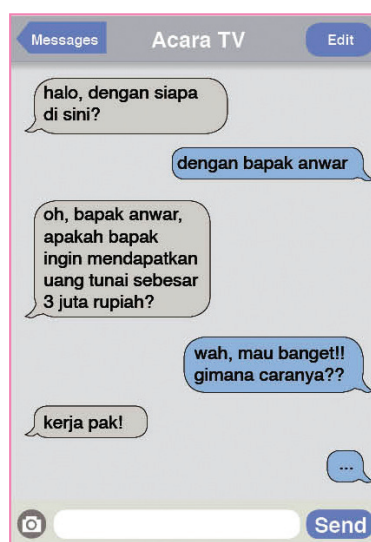 Messages Acara TV Edit
halo, dengan siapa
di sini?
dengan bapak anwar
oh, bapak anwar,
apakah bapak
ingin mendapatkan
uang tunai sebesar
3 juta rupiah?
wah, mau banget!!
gimana caranya??
kerja pak!
...
Send